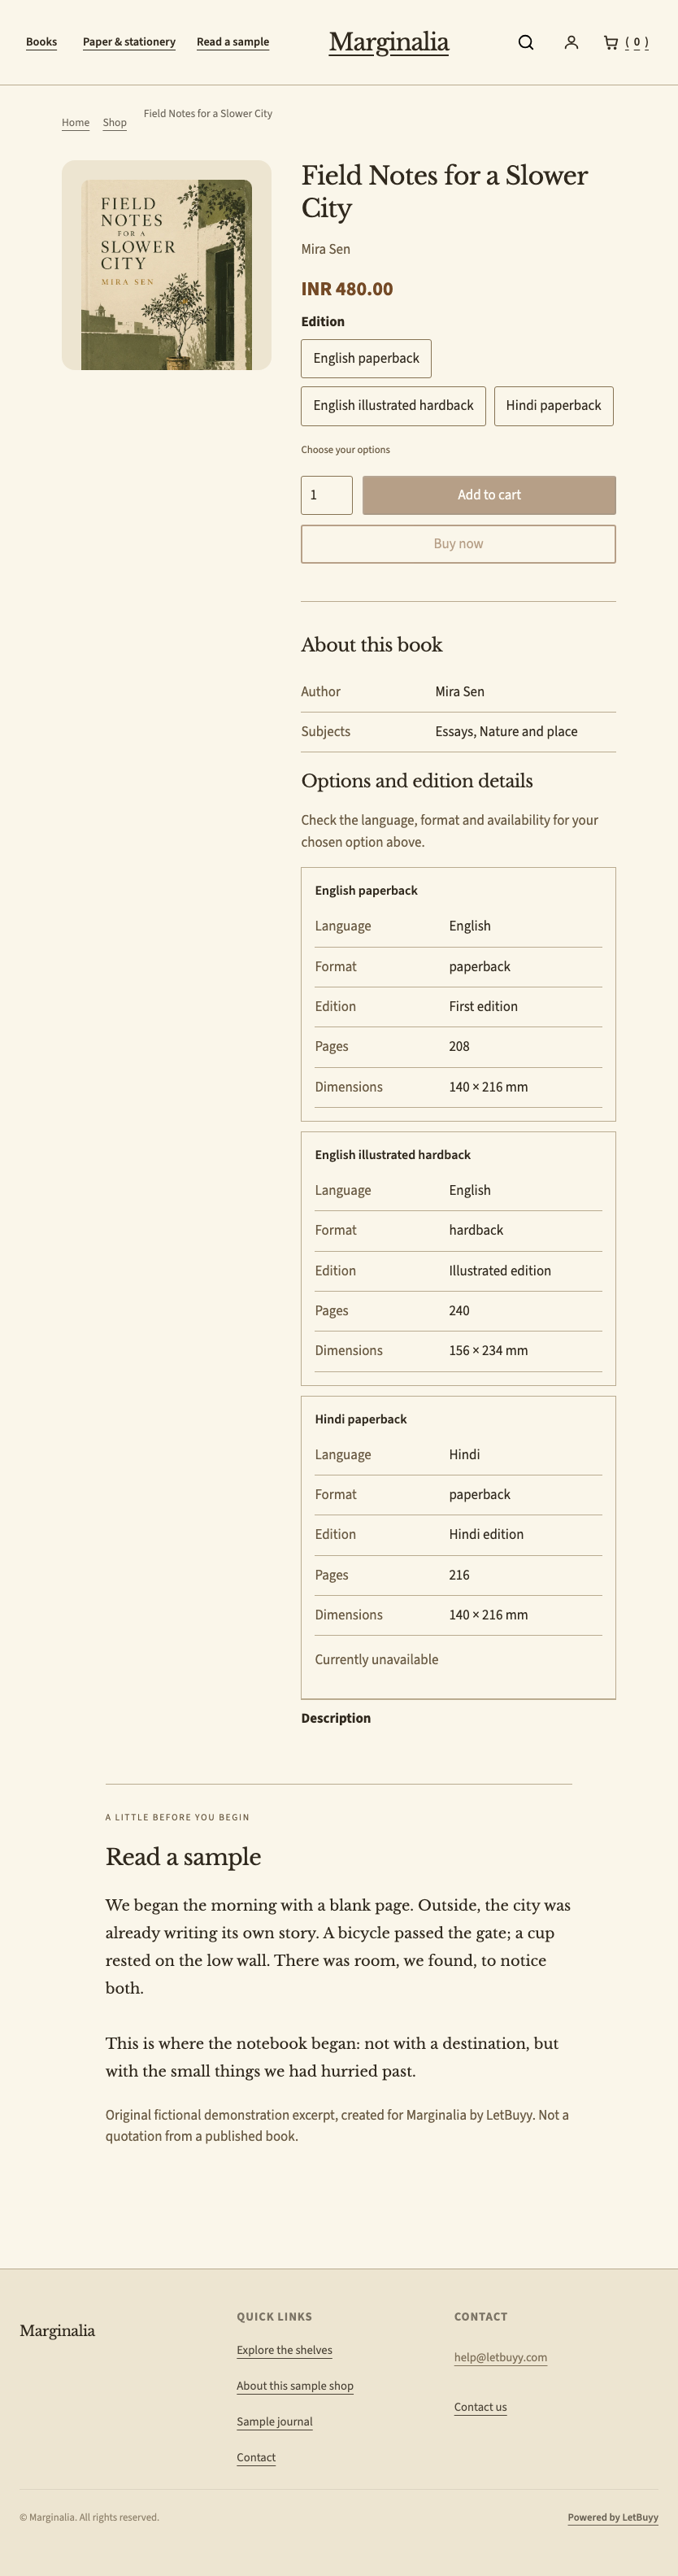 Books
Paper & stationery
Read a sample
Marginalia
( 0 )
Home
Shop
Field Notes for a Slower City
FIELD
NOTES
FOR A
SLOWER
CITY
MIRA SEN
Field Notes for a Slower
City
Mira Sen
INR 480.00
Edition
English paperback
English illustrated hardback
Hindi paperback
Choose your options
1
Add to cart
Buy now
About this book
Author
Mira Sen
Subjects
Essays, Nature and place
Options and edition details
Check the language, format and availability for your
chosen option above.
English paperback
Language
English
Format
paperback
Edition
First edition
Pages
208
Dimensions
140 × 216 mm
English illustrated hardback
Language
English
Format
hardback
Edition
Illustrated edition
Pages
240
Dimensions
156 × 234 mm
Hindi paperback
Language
Hindi
Format
paperback
Edition
Hindi edition
Pages
216
Dimensions
140 × 216 mm
Currently unavailable
Description
A LITTLE BEFORE YOU BEGIN
Read a sample
We began the morning with a blank page. Outside, the city was
already writing its own story. A bicycle passed the gate; a cup
rested on the low wall. There was room, we found, to notice
both.
This is where the notebook began: not with a destination, but
with the small things we had hurried past.
Original fictional demonstration excerpt, created for Marginalia by LetBuyy. Not a
quotation from a published book.
Marginalia
QUICK LINKS
Explore the shelves
About this sample shop
Sample journal
Contact
CONTACT
help@letbuyy.com
Contact us
© Marginalia. All rights reserved.
Powered by LetBuyy